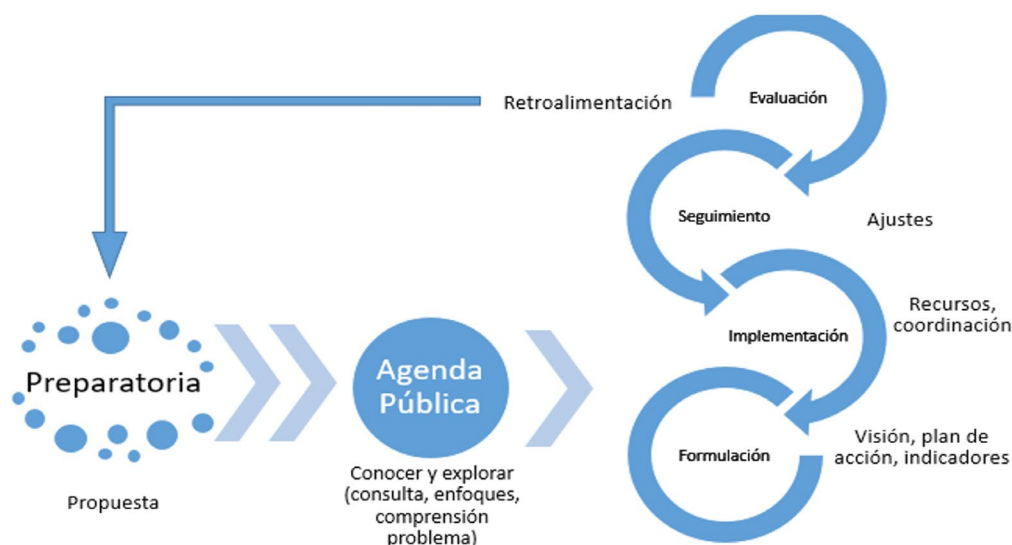 Retroalimentación
Evaluación
Seguimiento
Ajustes
Implementación
Recursos,
coordinación
Preparatoria
Propuesta
Agenda
Pública
Conocer y explorar
(consulta, enfoques,
comprensión
problema)
Formulación
Visión, plan de
acción, indicadores